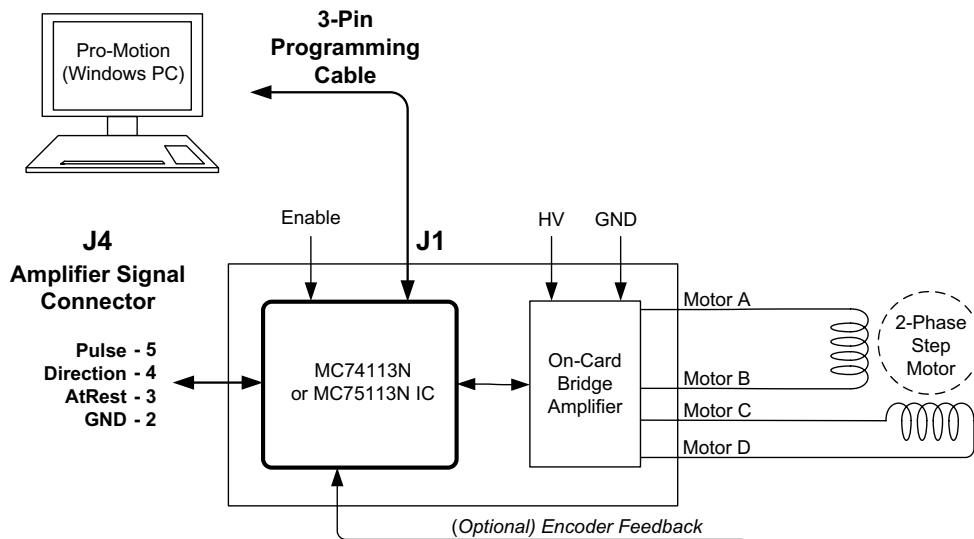 3-Pin
Programming
Cable
Pro-Motion
(Windows PC)
Enable
J1
HV
GND
J4
Amplifier Signal
Connector
Pulse - 5
Direction - 4
AtRest - 3
GND - 2
MC74113N
or MC75113N IC
On-Card
Bridge
Amplifier
Motor A
Motor B
Motor C
Motor D
2-Phase
Step
Motor
(Optional) Encoder Feedback